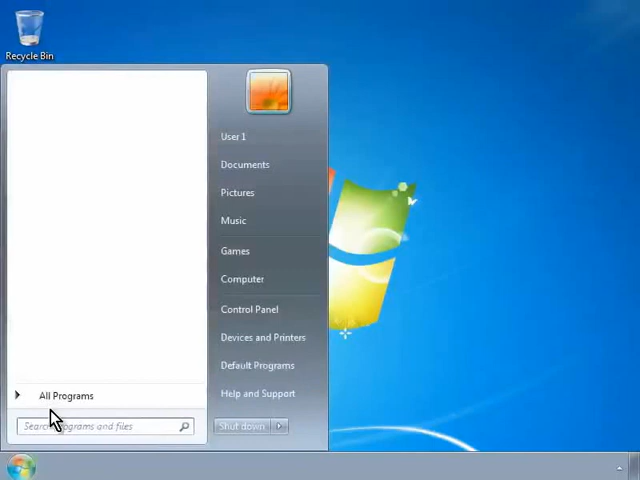 Recycle Bin
User 1
Documents
Pictures
Music
Games
Computer
Control Panel
Devices and Printers
Default Programs
Help and Support
All Programs
Search programs and files
Shut down